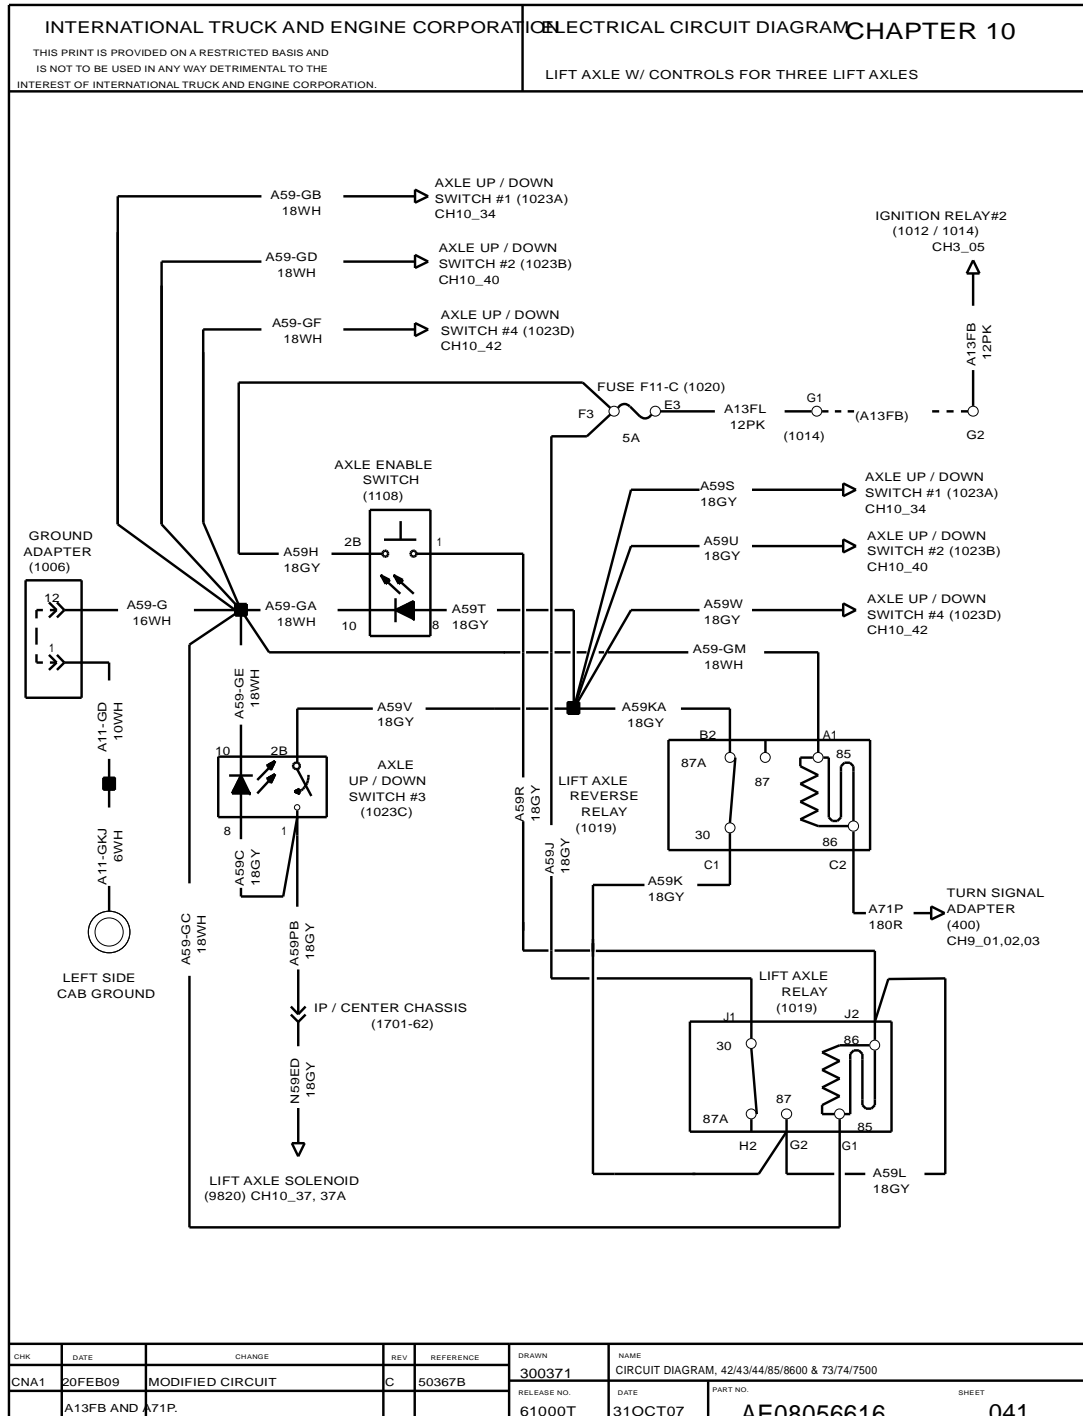 INTERNATIONAL TRUCK AND ENGINE CORPORATION
ELECTRICAL CIRCUIT DIAGRAM
CHAPTER 10
THIS PRINT IS PROVIDED ON A RESTRICTED BASIS AND
IS NOT TO BE USED IN ANY WAY DETRIMENTAL TO THE
INTEREST OF INTERNATIONAL TRUCK AND ENGINE CORPORATION.
LIFT AXLE W/ CONTROLS FOR THREE LIFT AXLES
A59-GB
18WH
AXLE UP / DOWN
SWITCH #1 (1023A)
CH10_34
A59-GD
18WH
AXLE UP / DOWN
SWITCH #2 (1023B)
CH10_40
A59-GF
18WH
AXLE UP / DOWN
SWITCH #4 (1023D)
CH10_42
IGNITION RELAY#2
(1012 / 1014)
CH3_05
A13FB
12PK
FUSE F11-C (1020)
F3
E3
5A
A13FL
12PK
G1
(1014)
(A13FB)
G2
AXLE ENABLE
SWITCH
(1108)
2B
1
A59H
18GY
A59S
18GY
AXLE UP / DOWN
SWITCH #1 (1023A)
CH10_34
A59U
18GY
AXLE UP / DOWN
SWITCH #2 (1023B)
CH10_40
A59W
18GY
AXLE UP / DOWN
SWITCH #4 (1023D)
CH10_42
GROUND
ADAPTER
(1006)
12
1
A59-G
16WH
A59-GA
18WH
10
8
A59T
18GY
A59-GM
18WH
A59-GE
18WH
A11-GD
10WH
A59V
18GY
A59KA
18GY
10
2B
AXLE
UP / DOWN
SWITCH #3
(1023C)
8
1
B2
A1
87A
87
85
30
86
C1
C2
LIFT AXLE
REVERSE
RELAY
(1019)
A59R
18GY
A59J
18GY
A11-GKJ
6WH
A59C
18GY
A59K
18GY
A71P
180R
TURN SIGNAL
ADAPTER
(400)
CH9_01,02,03
A59-GC
18WH
A59PB
18GY
LEFT SIDE
CAB GROUND
IP / CENTER CHASSIS
(1701-62)
LIFT AXLE
RELAY
(1019)
J1
J2
30
86
87A
87
85
H2
G2
G1
N59ED
18GY
A59L
18GY
LIFT AXLE SOLENOID
(9820) CH10_37, 37A
CHK DATE CHANGE REV REFERENCE
CNA1 20FEB09 MODIFIED CIRCUIT C 50367B
A13FB AND A71P.
DRAWN
300371
NAME
CIRCUIT DIAGRAM, 42/43/44/85/8600 & 73/74/7500
RELEASE NO.
61000T
DATE
31OCT07
PART NO.
AE08056616
SHEET
041